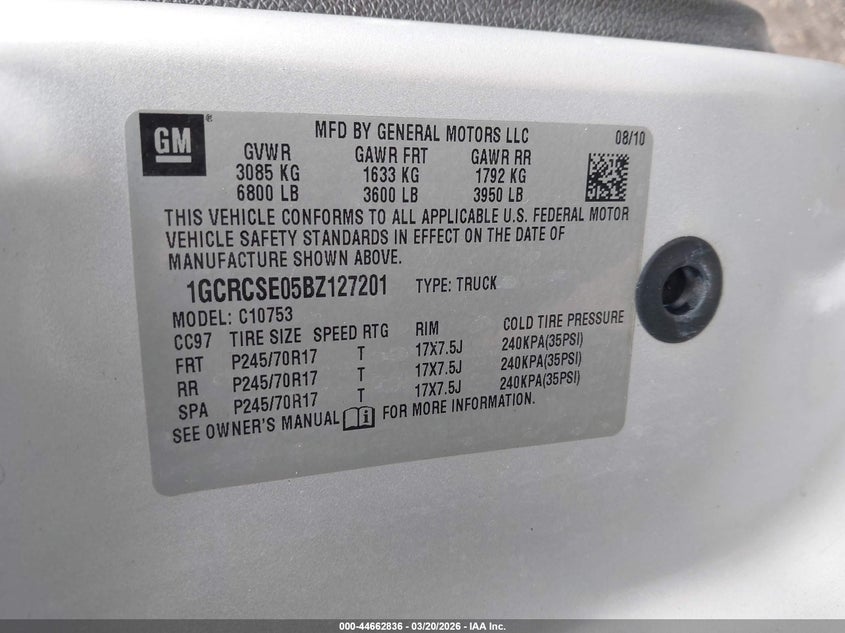 GM®
MFD BY GENERAL MOTORS LLC 08/10
GVWR GAWR FRT GAWR RR
3085 KG 1633 KG 1792 KG
6800 LB 3600 LB 3950 LB
THIS VEHICLE CONFORMS TO ALL APPLICABLE U.S. FEDERAL MOTOR
VEHICLE SAFETY STANDARDS IN EFFECT ON THE DATE OF
MANUFACTURE SHOWN ABOVE.
1GCRCSE05BZ127201 TYPE: TRUCK
MODEL: C10753
CC97 TIRE SIZE SPEED RTG RIM COLD TIRE PRESSURE
FRT P245/70R17 T 17X7.5J 240KPA(35PSI)
RR P245/70R17 T 17X7.5J 240KPA(35PSI)
SPA P245/70R17 T 17X7.5J 240KPA(35PSI)
SEE OWNER'S MANUAL FOR MORE INFORMATION.
000-44662836 - 03/20/2026 - IAA Inc.